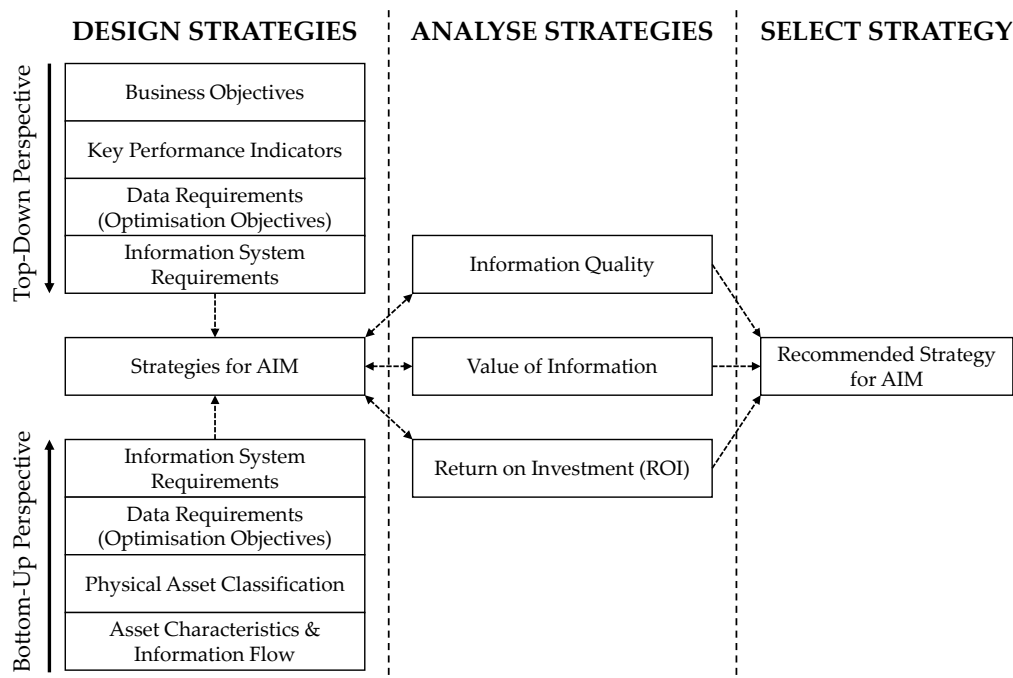 DESIGN STRATEGIES
ANALYSE STRATEGIES
SELECT STRATEGY
Top-Down Perspective
Business Objectives
Key Performance Indicators
Data Requirements
(Optimisation Objectives)
Information System
Requirements
Strategies for AIM
Information Quality
Value of Information
Return on Investment (ROI)
Recommended Strategy
for AIM
Bottom-Up Perspective
Information System
Requirements
Data Requirements
(Optimisation Objectives)
Physical Asset Classification
Asset Characteristics &
Information Flow